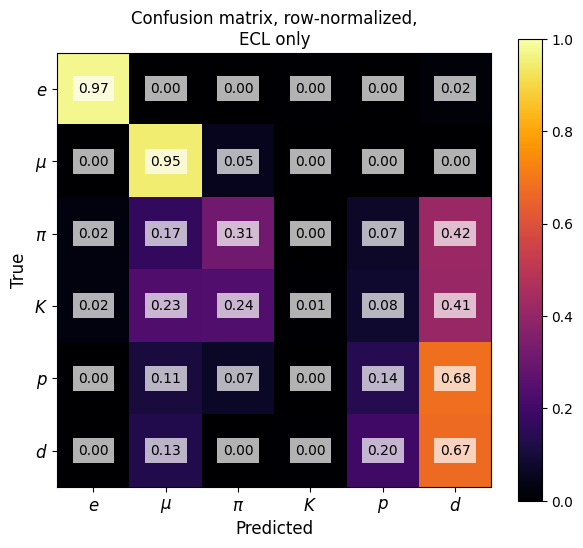 Confusion matrix, row-normalized,
ECL only
True
e 0.97 0.00 0.00 0.00 0.00 0.02
μ 0.00 0.95 0.05 0.00 0.00 0.00
π 0.02 0.17 0.31 0.00 0.07 0.42
K 0.02 0.23 0.24 0.01 0.08 0.41
p 0.00 0.11 0.07 0.00 0.14 0.68
d 0.00 0.13 0.00 0.00 0.20 0.67
e μ π K p d
Predicted
1.0
0.8
0.6
0.4
0.2
0.0